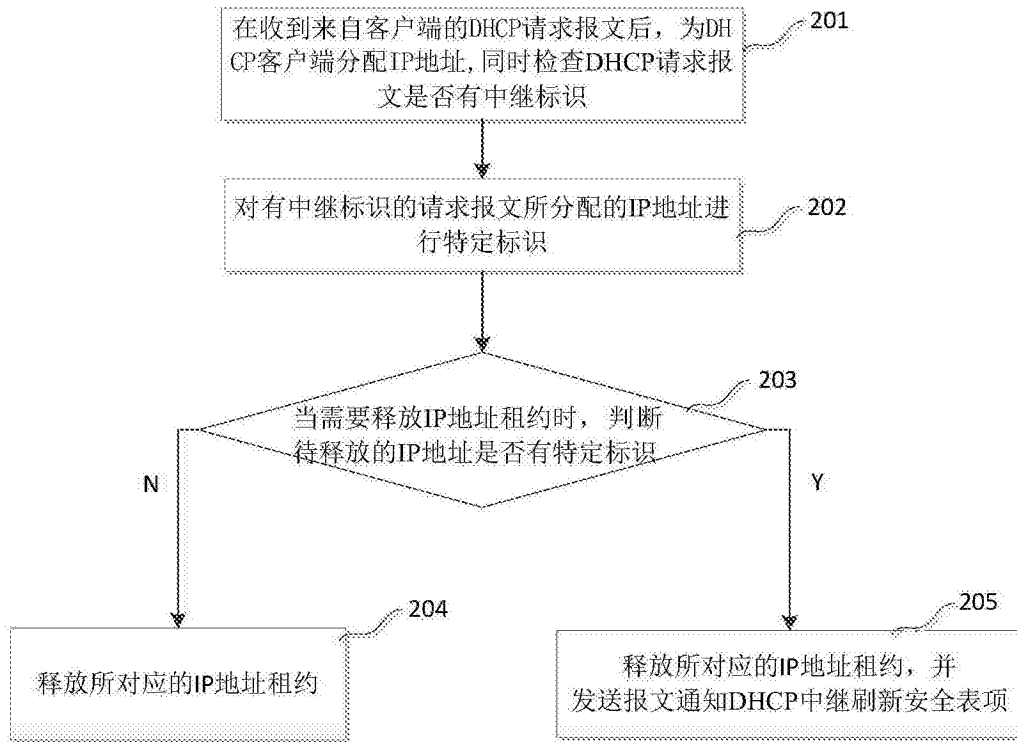 在收到来自客户端的DHCP请求报文后，为DH
CP客户端分配IP地址,同时检查DHCP请求报
文是否有中继标识
201
对有中继标识的请求报文所分配的IP地址进
行特定标识
202
当需要释放IP地址租约时，判断
待释放的IP地址是否有特定标识
203
N
Y
释放所对应的IP地址租约
204
释放所对应的IP地址租约，并
发送报文通知DHCP中继刷新安全表项
205